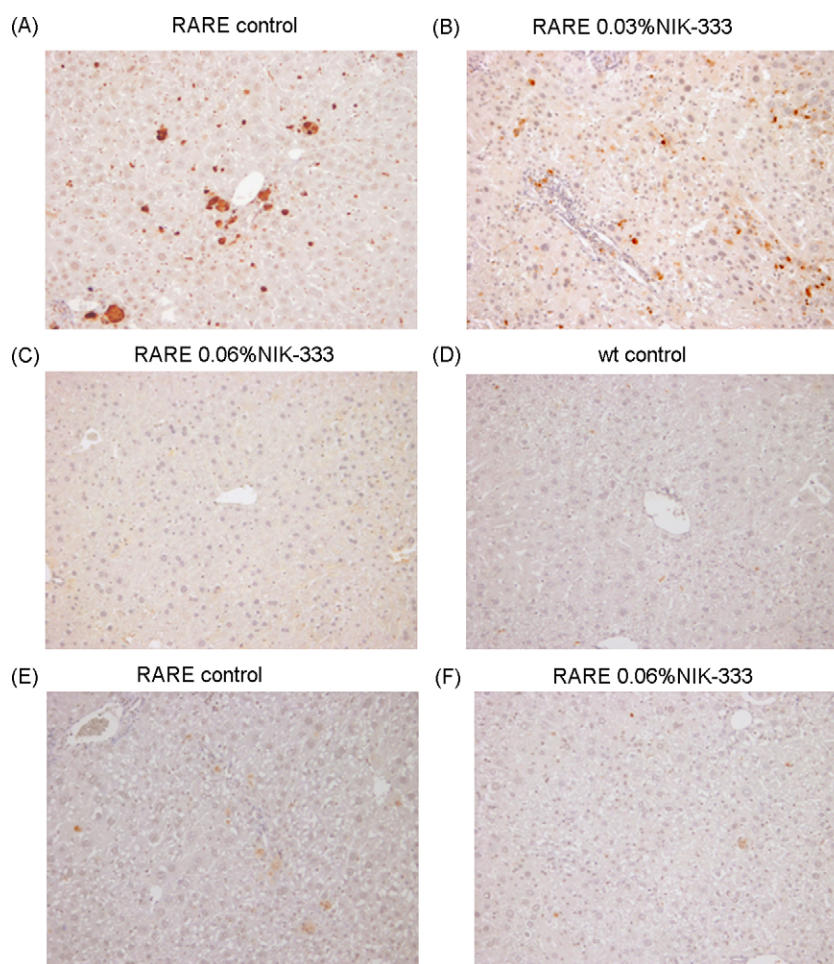 (A) RARE control
(B) RARE 0.03%NIK-333
(C) RARE 0.06%NIK-333
(D) wt control
(E) RARE control
(F) RARE 0.06%NIK-333